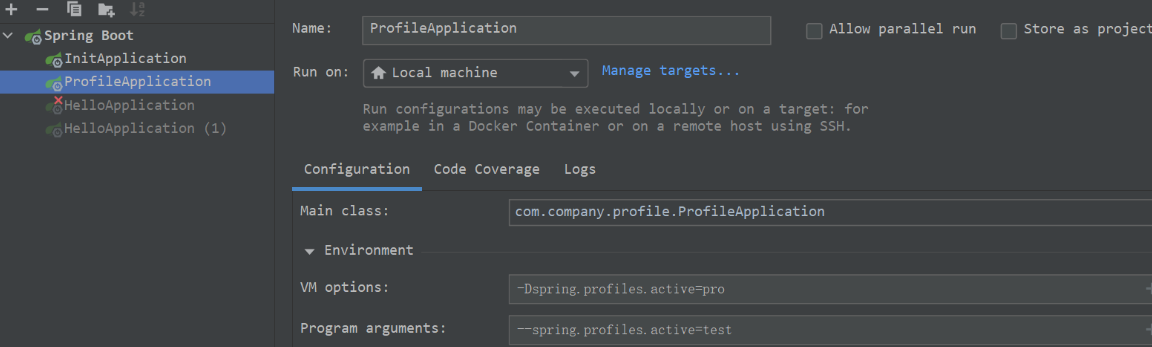 Spring Boot
InitApplication
ProfileApplication
HelloApplication
HelloApplication (1)
Name: ProfileApplication Allow parallel run Store as project
Run on: Local machine Manage targets...
Run configurations may be executed locally or on a target: for
example in a Docker Container or on a remote host using SSH.
Configuration Code Coverage Logs
Main class: com.company.profile.ProfileApplication
Environment
VM options: -Dspring.profiles.active=pro
Program arguments: --spring.profiles.active=test